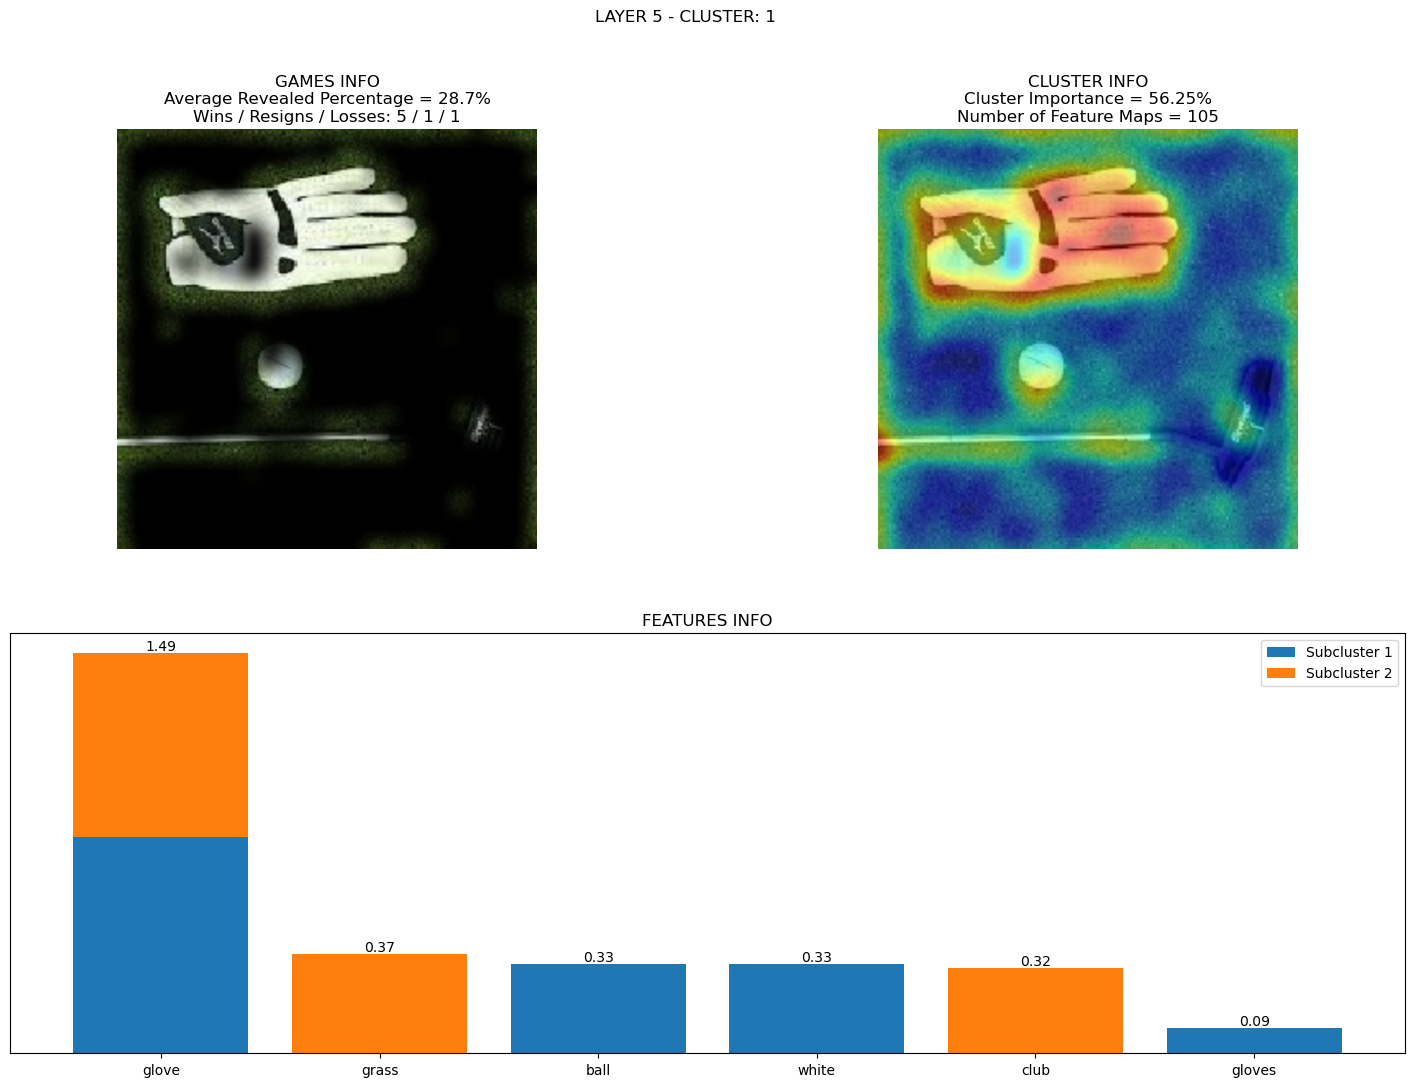 LAYER 5 - CLUSTER: 1
GAMES INFO
Average Revealed Percentage = 28.7%
Wins / Resigns / Losses: 5 / 1 / 1
CLUSTER INFO
Cluster Importance = 56.25%
Number of Feature Maps = 105
FEATURES INFO
Subcluster 1
Subcluster 2
1.49
0.37
0.33
0.33
0.32
0.09
glove
grass
ball
white
club
gloves